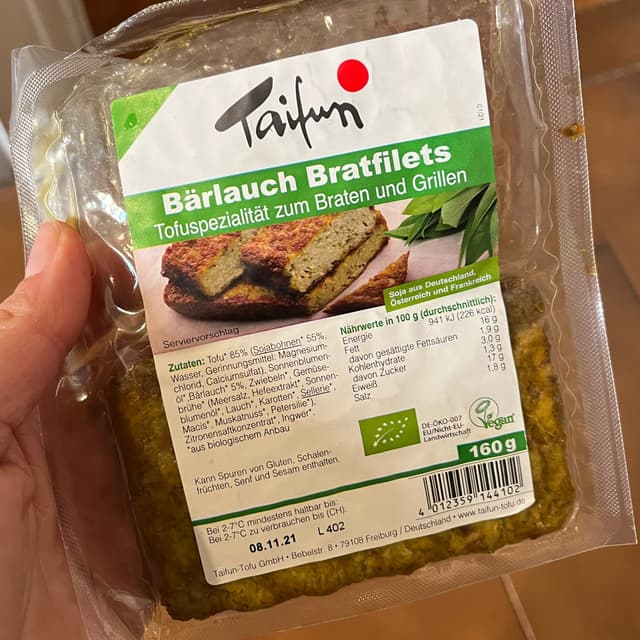 Taifun
01/21
Bärlauch Bratfilets
Tofuspezialität zum Braten und Grillen
Soja aus Deutschland,
Österreich und Frankreich
Serviervorschlag
Zutaten: Tofu* 85% (Sojabohnen* 55%,
Wasser, Gerinnungsmittel: Magnesium-
chlorid, Calciumsulfat), Sonnenblumen-
öl*, Bärlauch* 5%, Zwiebeln*, Gemüse-
brühe* (Meersalz, Hefeextrakt*, Sonnen-
blumenöl*, Lauch*, Karotten*, Sellerie*,
Macis*, Muskatnuss*, Petersilie*),
Zitronensaftkonzentrat*, Ingwer*.
*aus biologischem Anbau
Kann Spuren von Gluten, Schalen-
früchten, Senf und Sesam enthalten.
Nährwerte in 100 g (durchschnittlich):
Energie 941 kJ (226 kcal)
Fett 16 g
davon gesättigte Fettsäuren 1,9 g
Kohlenhydrate 3,0 g
davon Zucker 1,3 g
Eiweiß 17 g
Salz 1,8 g
DE-ÖKO-007
EU/Nicht-EU-
Landwirtschaft
Vegan
160 g
Bei 2-7°C mindestens haltbar bis:
Bei 2-7°C zu verbrauchen bis (CH):
08.11.21 L 402
4 012359 144102
Taifun-Tofu GmbH • Bebelstr. 8 • 79108 Freiburg / Deutschland • www.taifun-tofu.de